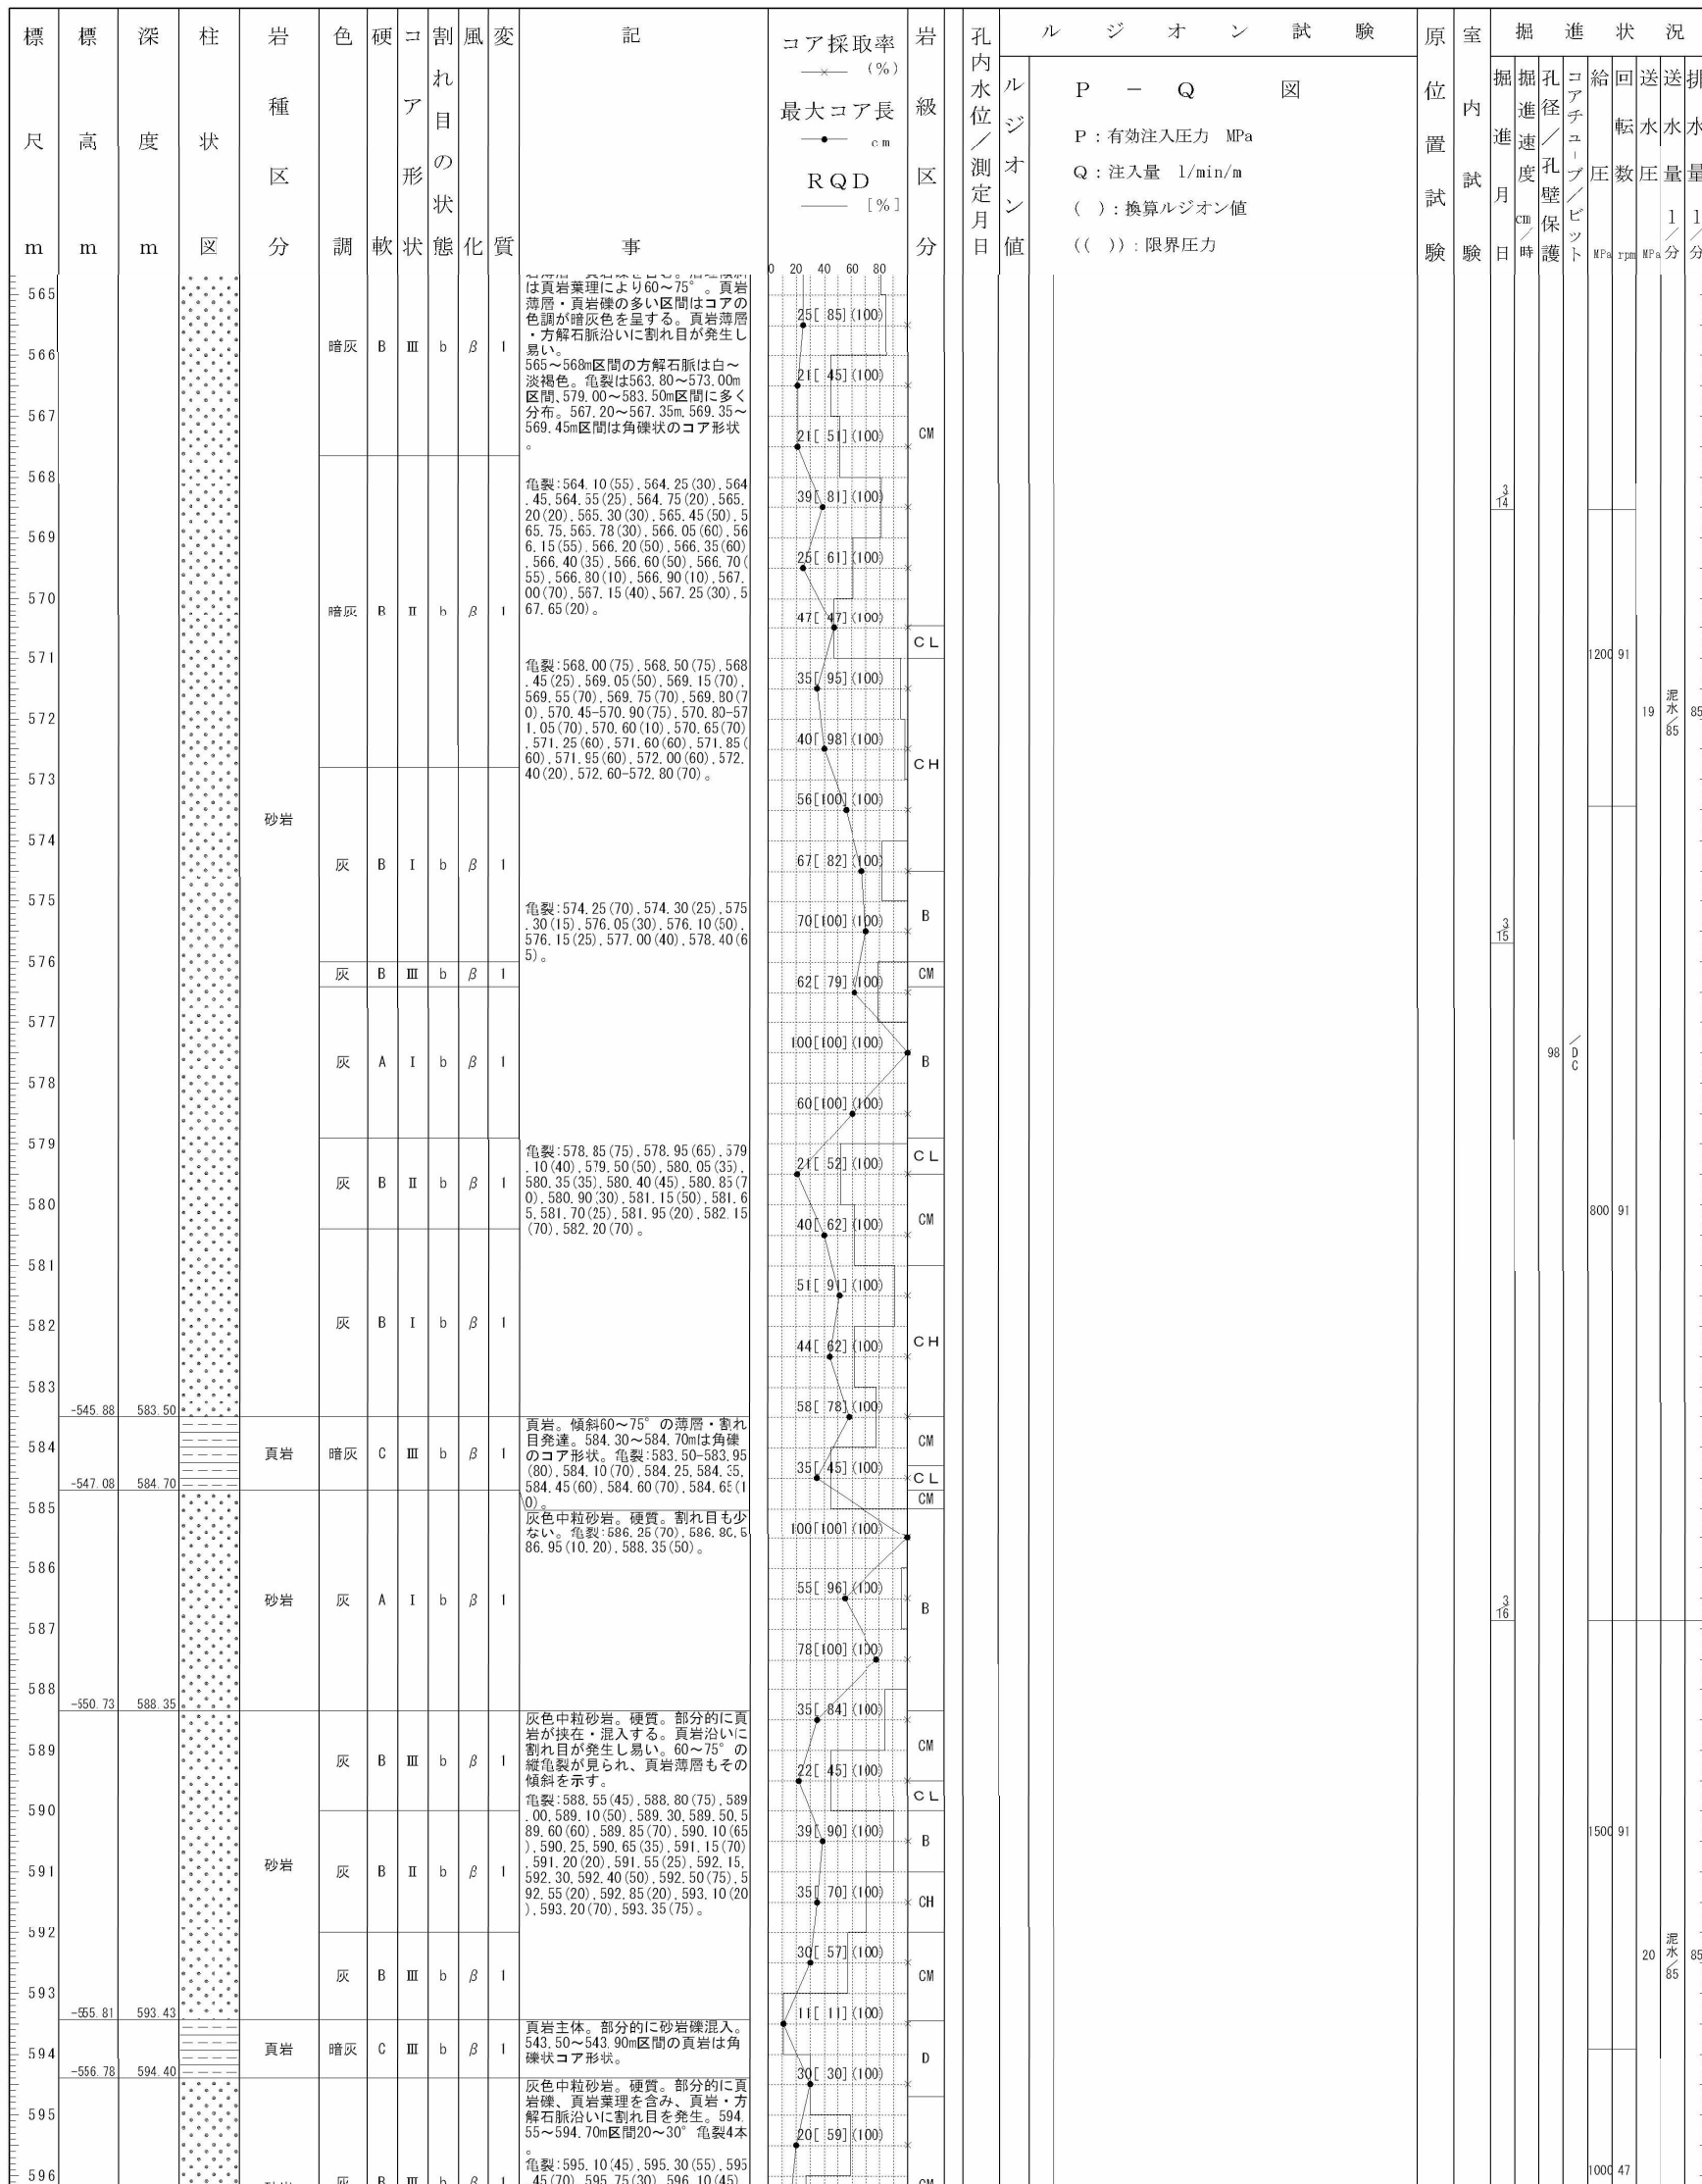 標尺m
標高m
深度m
柱状図
岩種区分
色調
硬軟
コア形状
割れ目の状態
風化
変質
記事
コア採取率
(%)
最大コア長
cm
RQD
[%]
岩級区分
孔内水位/測定月日
ルジオン試験
ルジオン値
P － Q 図
P：有効注入圧力 MPa
Q：注入量 l/min/m
( )：換算ルジオン値
(( ))：限界圧力
原位置試験
室内試験
掘進状況
掘進月日
掘進速度 cm/時
孔径/孔壁保護
コアチューブ/ビット
給圧 MPa
回転数 rpm
送水圧 MPa
送水量 l/分
排水量 l/分
0 20 40 60 80
は頁岩葉理により60～75°。頁岩
薄層・頁岩礫の多い区間はコアの
色調が暗灰色を呈する。頁岩薄層
・方解石脈沿いに割れ目が発生し
易い。
565～568m区間の方解石脈は白～
淡褐色。亀裂は563.80～573.00m
区間、579.00～583.50m区間に多く
分布。567.20～567.35m,569.35～
569.45m区間は角礫状のコア形状
。
565
25[ 85](100)
暗灰 B Ⅲ b β 1
566
21[ 45](100)
567
21[ 51](100)
CM
568
亀裂:564.10(55),564.25(30),564
.45,564.55(25),564.75(20),565.
20(20),565.30(30),565.45(50),5
65.75,565.78(30),566.05(60),56
6.15(55),566.20(50),566.35(60)
,566.40(35),566.60(50),566.70(
55),566.80(10),566.90(10),567.
00(70),567.15(40)、567.25(30),5
67.65(20)。
39[ 81](100)
3/14
569
25[ 61](100)
570
暗灰 B Ⅱ b β 1
47[ 47](100)
CL
571
1200 91
亀裂:568.00(75),568.50(75),568
.45(25),569.05(50),569.15(70),
569.55(70),569.75(70),569.80(7
0),570.45-570.90(75),570.80-57
1.05(70),570.60(10),570.65(70)
,571.25(60),571.60(60),571.85(
60),571.95(60),572.00(60),572.
40(20),572.60-572.80(70)。
35[ 95](100)
572
19 泥水/85 85
40[ 98](100)
CH
573
56[100](100)
砂岩
574
67[ 82](100)
灰 B Ⅰ b β 1
575
亀裂:574.25(70),574.30(25),575
.30(15),576.05(30),576.10(50),
576.15(25),577.00(40),578.40(6
5)。
70[100](100)
B
3/15
576
灰 B Ⅲ b β 1
62[ 79](100)
CM
577
100[100](100)
灰 A Ⅰ b β 1
B
98 /DC
578
60[100](100)
579
亀裂:578.85(75),578.95(65),579
.10(40),579.50(50),580.05(35),
580.35(35),580.40(45),580.85(7
0),580.90(30),581.15(50),581.6
5,581.70(25),581.95(20),582.15
(70),582.20(70)。
21[ 52](100)
CL
灰 B Ⅱ b β 1
580
40[ 62](100)
CM
800 91
581
51[ 91](100)
582
灰 B Ⅰ b β 1
44[ 62](100)
CH
583
58[ 78](100)
-545.88 583.50
頁岩。傾斜60～75°の薄層・割れ
目発達。584.30～584.70mは角礫
のコア形状。亀裂:583.50-583.95
(80),584.10(70),584.25,584.35,
584.45(60),584.60(70),584.65(1
0)。
584
頁岩 暗灰 C Ⅲ b β 1
CM
35[ 45](100)
CL
-547.08 584.70
CM
585
灰色中粒砂岩。硬質。割れ目も少
ない。亀裂:586.25(70),586.80,5
86.95(10,20),588.35(50)。
100[100](100)
586
砂岩 灰 A Ⅰ b β 1
55[ 96](100)
B
3/16
587
78[100](100)
588
-550.73 588.35
35[ 84](100)
灰色中粒砂岩。硬質。部分的に頁
岩が挟在・混入する。頁岩沿いに
割れ目が発生し易い。60～75°の
縦亀裂が見られ、頁岩薄層もその
傾斜を示す。
589
灰 B Ⅲ b β 1
CM
22[ 45](100)
CL
590
亀裂:588.55(45),588.80(75),589
.00,589.10(50),589.30,589.50,5
89.60(60),589.85(70),590.10(65
),590.25,590.65(35),591.15(70)
,591.20(20),591.55(25),592.15,
592.30,592.40(50),592.50(75),5
92.55(20),592.85(20),593.10(20
),593.20(70),593.35(75)。
39[ 90](100)
B
1500 91
591
砂岩 灰 B Ⅱ b β 1
35[ 70](100)
CH
592
30[ 57](100)
20 泥水/85 85
灰 B Ⅲ b β 1
CM
593
-555.81 593.43
11[ 11](100)
頁岩主体。部分的に砂岩礫混入。
543.50～543.90m区間の頁岩は角
礫状コア形状。
594
頁岩 暗灰 C Ⅲ b β 1
D
-556.78 594.40
30[ 30](100)
灰色中粒砂岩。硬質。部分的に頁
岩礫、頁岩葉理を含み、頁岩・方
解石脈沿いに割れ目を発生。594.
55～594.70m区間20～30°亀裂4本
。
595
20[ 59](100)
亀裂:595.10(45),595.30(55),595
.45(70),595.75(30),596.10(45)
596
灰 B Ⅲ b β 1
CM
1000 47